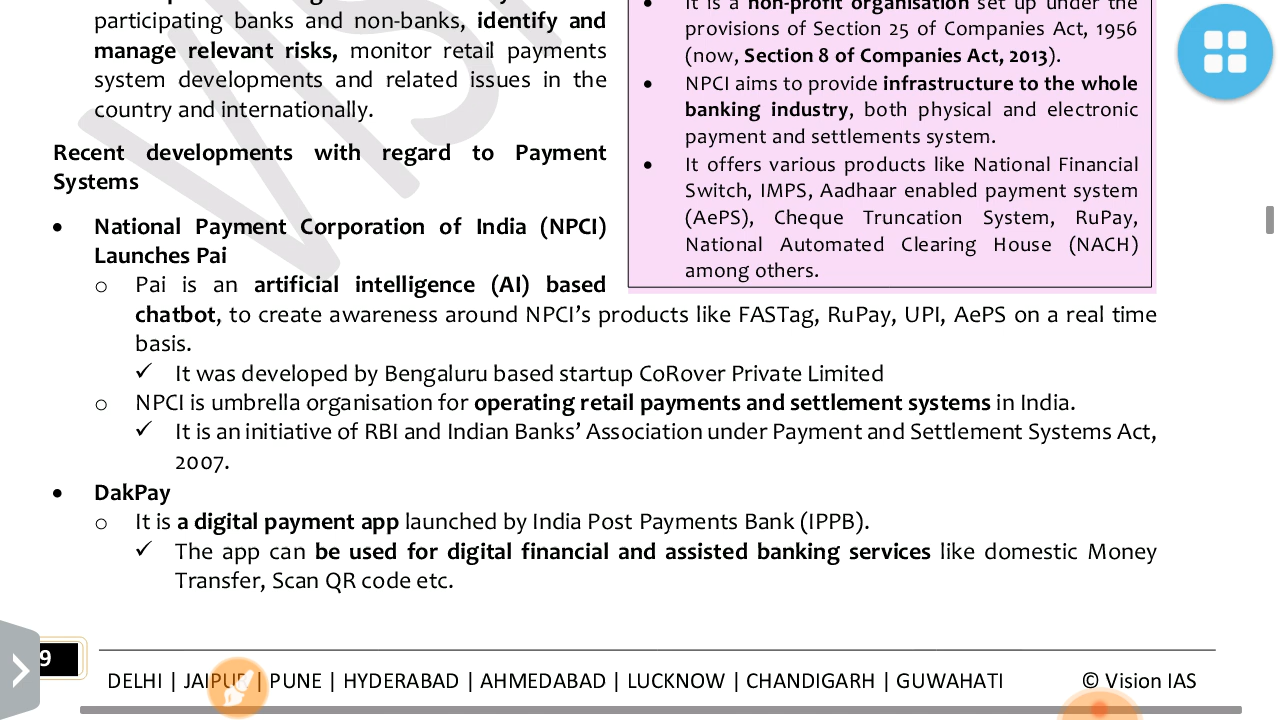 participating banks and non-banks, identify and
manage relevant risks, monitor retail payments
system developments and related issues in the
country and internationally.
Recent developments with regard to Payment
Systems
• National Payment Corporation of India (NPCI)
Launches Pai
o Pai is an artificial intelligence (AI) based
chatbot, to create awareness around NPCI's products like FASTag, RuPay, UPI, AePS on a real time
basis.
✓ It was developed by Bengaluru based startup CoRover Private Limited
o NPCI is umbrella organisation for operating retail payments and settlement systems in India.
✓ It is an initiative of RBI and Indian Banks' Association under Payment and Settlement Systems Act,
2007.
• DakPay
o It is a digital payment app launched by India Post Payments Bank (IPPB).
✓ The app can be used for digital financial and assisted banking services like domestic Money
Transfer, Scan QR code etc.
• It is a non-profit organisation set up under the
provisions of Section 25 of Companies Act, 1956
(now, Section 8 of Companies Act, 2013).
• NPCI aims to provide infrastructure to the whole
banking industry, both physical and electronic
payment and settlements system.
• It offers various products like National Financial
Switch, IMPS, Aadhaar enabled payment system
(AePS), Cheque Truncation System, RuPay,
National Automated Clearing House (NACH)
among others.
9
DELHI | JAIPUR | PUNE | HYDERABAD | AHMEDABAD | LUCKNOW | CHANDIGARH | GUWAHATI © Vision IAS